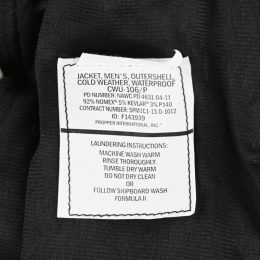 JACKET, MEN'S, OUTERSHELL,
COLD WEATHER, WATERPROOF
CWU-106/P
PD NUMBER: NAWC PD 4631-04-11
92% NOMEX® 5% KEVLAR® 3% P140
CONTRACT NUMBER: SPM1C1-13-D-1012
ID: F143939
PROPPER INTERNATIONAL, INC.
LAUNDERING INSTRUCTIONS:
MACHINE WASH WARM
RINSE THOROUGHLY.
TUMBLE DRY WARM
DO NOT DRY CLEAN
OR
FOLLOW SHIPBOARD WASH
FORMULA II